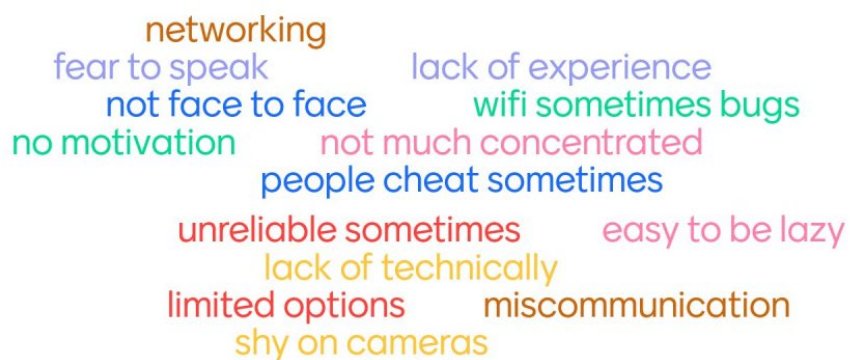 networking
fear to speak lack of experience
not face to face wifi sometimes bugs
no motivation not much concentrated
people cheat sometimes
unreliable sometimes easy to be lazy
lack of technically
limited options miscommunication
shy on cameras